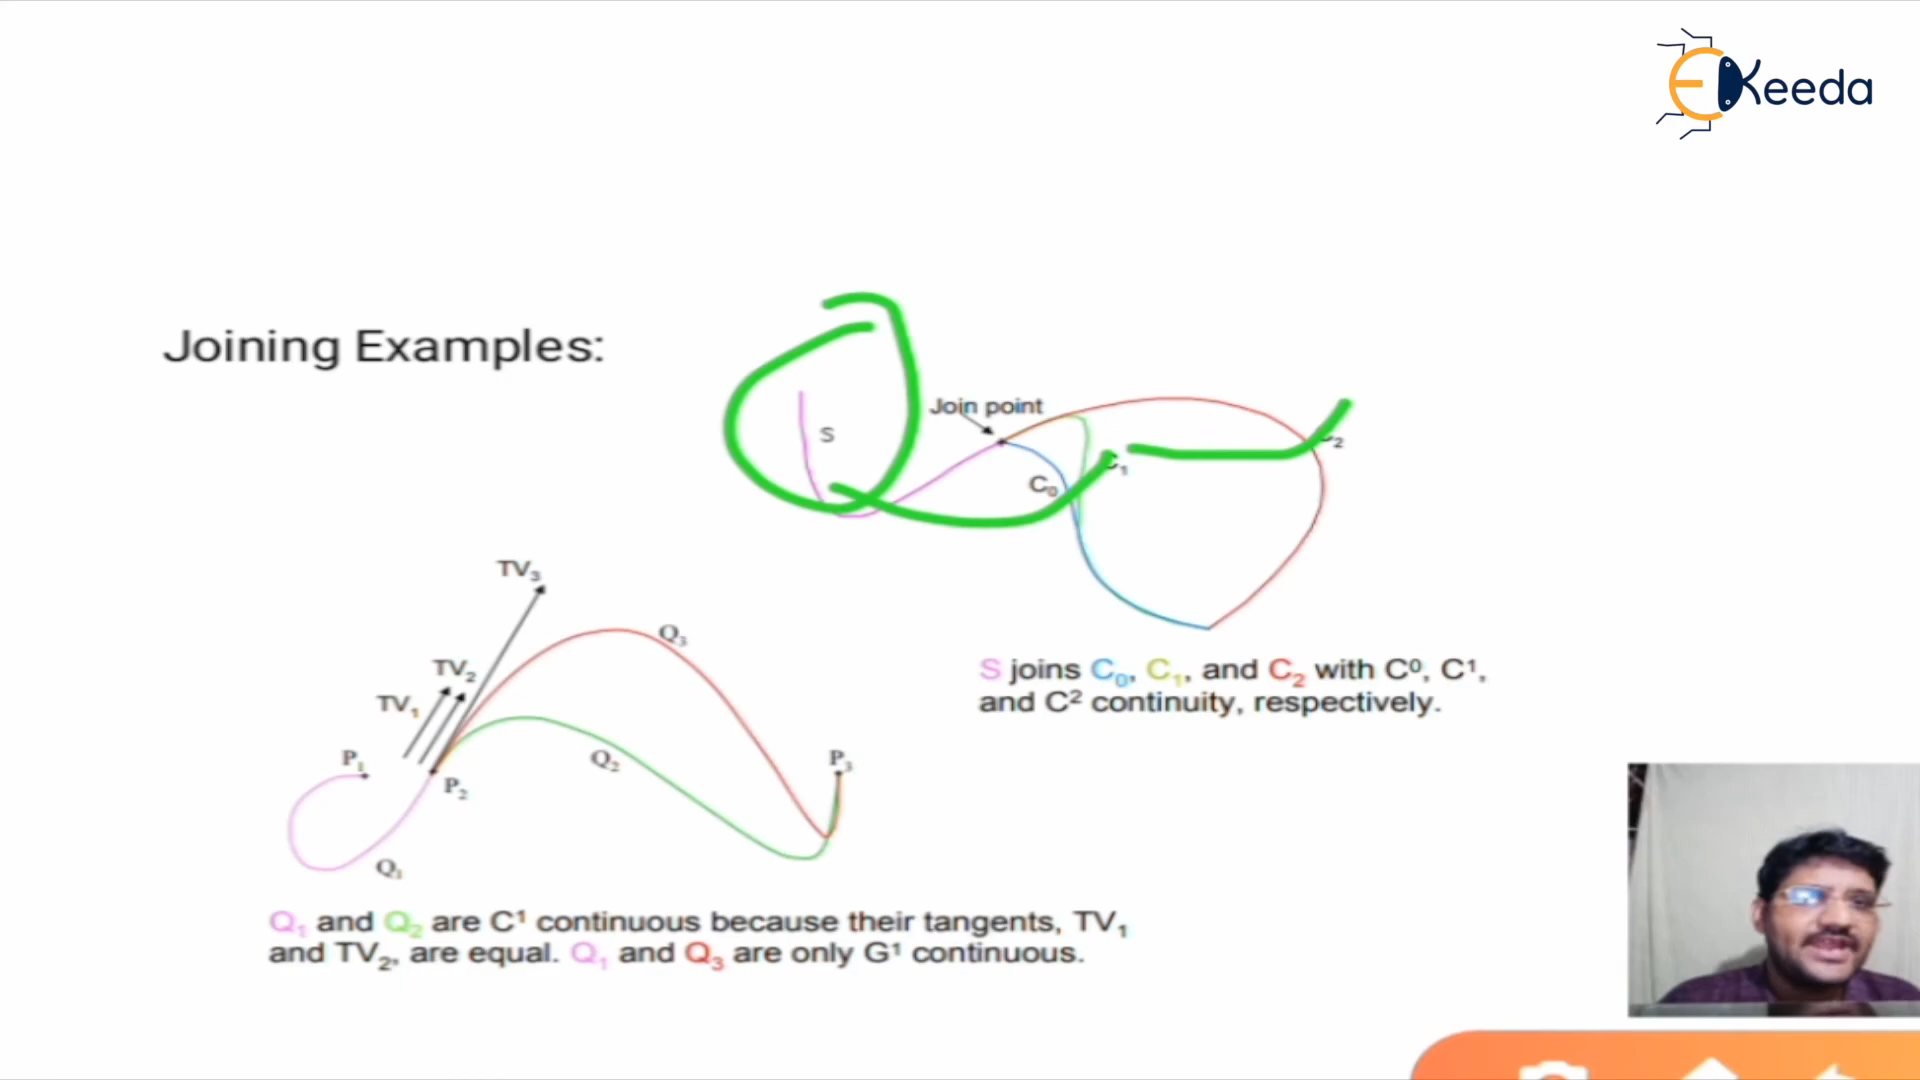 EKeeda
Joining Examples:
Join point
S
C₂
C₁
C₀
TV₃
Q₃
TV₂
TV₁
S joins C₀, C₁, and C₂ with C⁰, C¹,
and C² continuity, respectively.
P₁
Q₂
P₃
P₂
Q₁
Q₁ and Q₂ are C¹ continuous because their tangents, TV₁
and TV₂, are equal. Q₁ and Q₃ are only G¹ continuous.